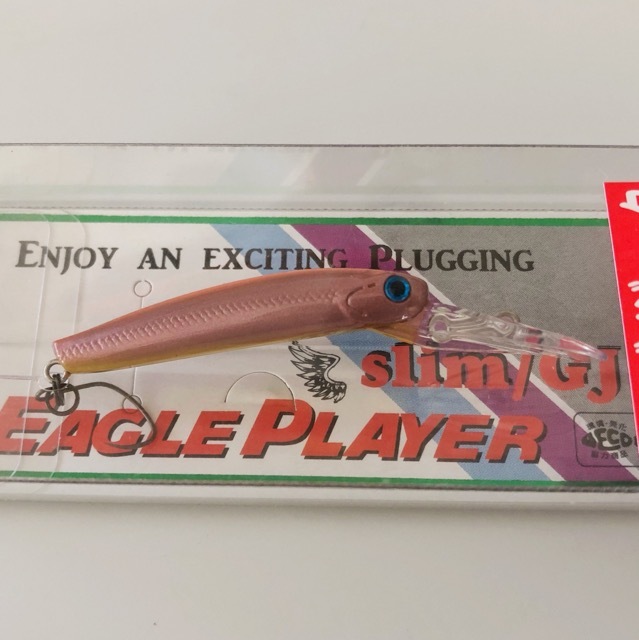 ENJOY AN EXCITING PLUGGING
slim/GJ
EAGLE PLAYER